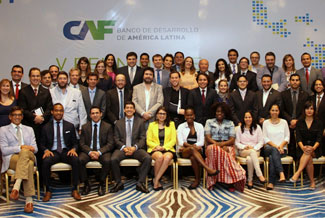 CAF
BANCO DE DESARROLLO
DE AMÉRICA LATINA